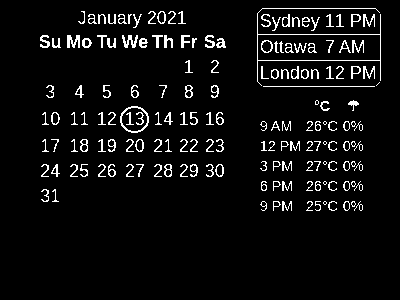 January 2021
Su Mo Tu We Th Fr Sa
1 2
3 4 5 6 7 8 9
10 11 12 13 14 15 16
17 18 19 20 21 22 23
24 25 26 27 28 29 30
31
Sydney 11 PM
Ottawa 7 AM
London 12 PM
°C
9 AM 26°C 0%
12 PM 27°C 0%
3 PM 27°C 0%
6 PM 26°C 0%
9 PM 25°C 0%